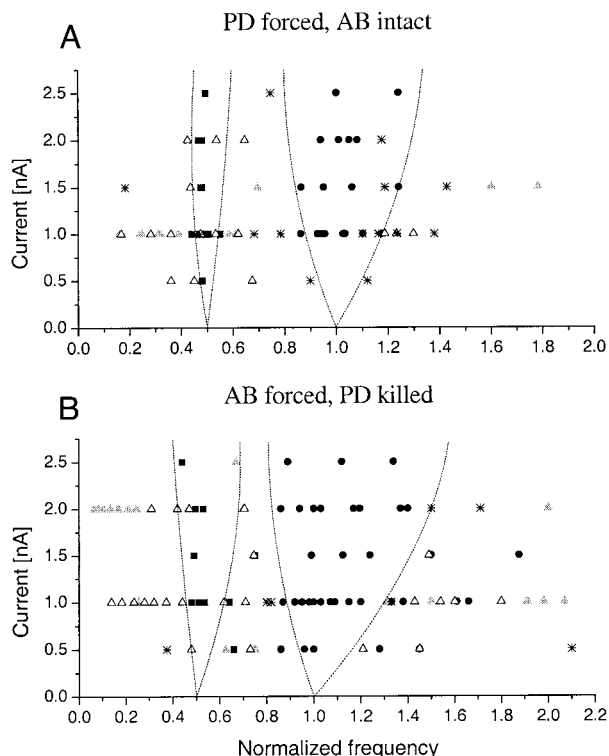 A
PD forced, AB intact
Current [nA]
2.5
2.0
1.5
1.0
0.5
0.0
0.0 0.2 0.4 0.6 0.8 1.0 1.2 1.4 1.6 1.8 2.0
B
AB forced, PD killed
Current [nA]
2.5
2.0
1.5
1.0
0.5
0.0
0.0 0.2 0.4 0.6 0.8 1.0 1.2 1.4 1.6 1.8 2.0 2.2
Normalized frequency